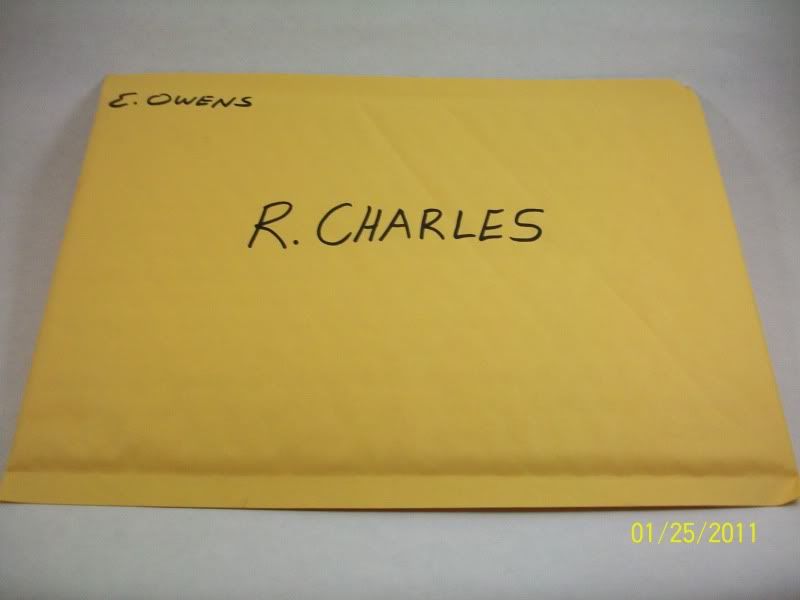 E. OWENS
R. CHARLES
01/25/2011